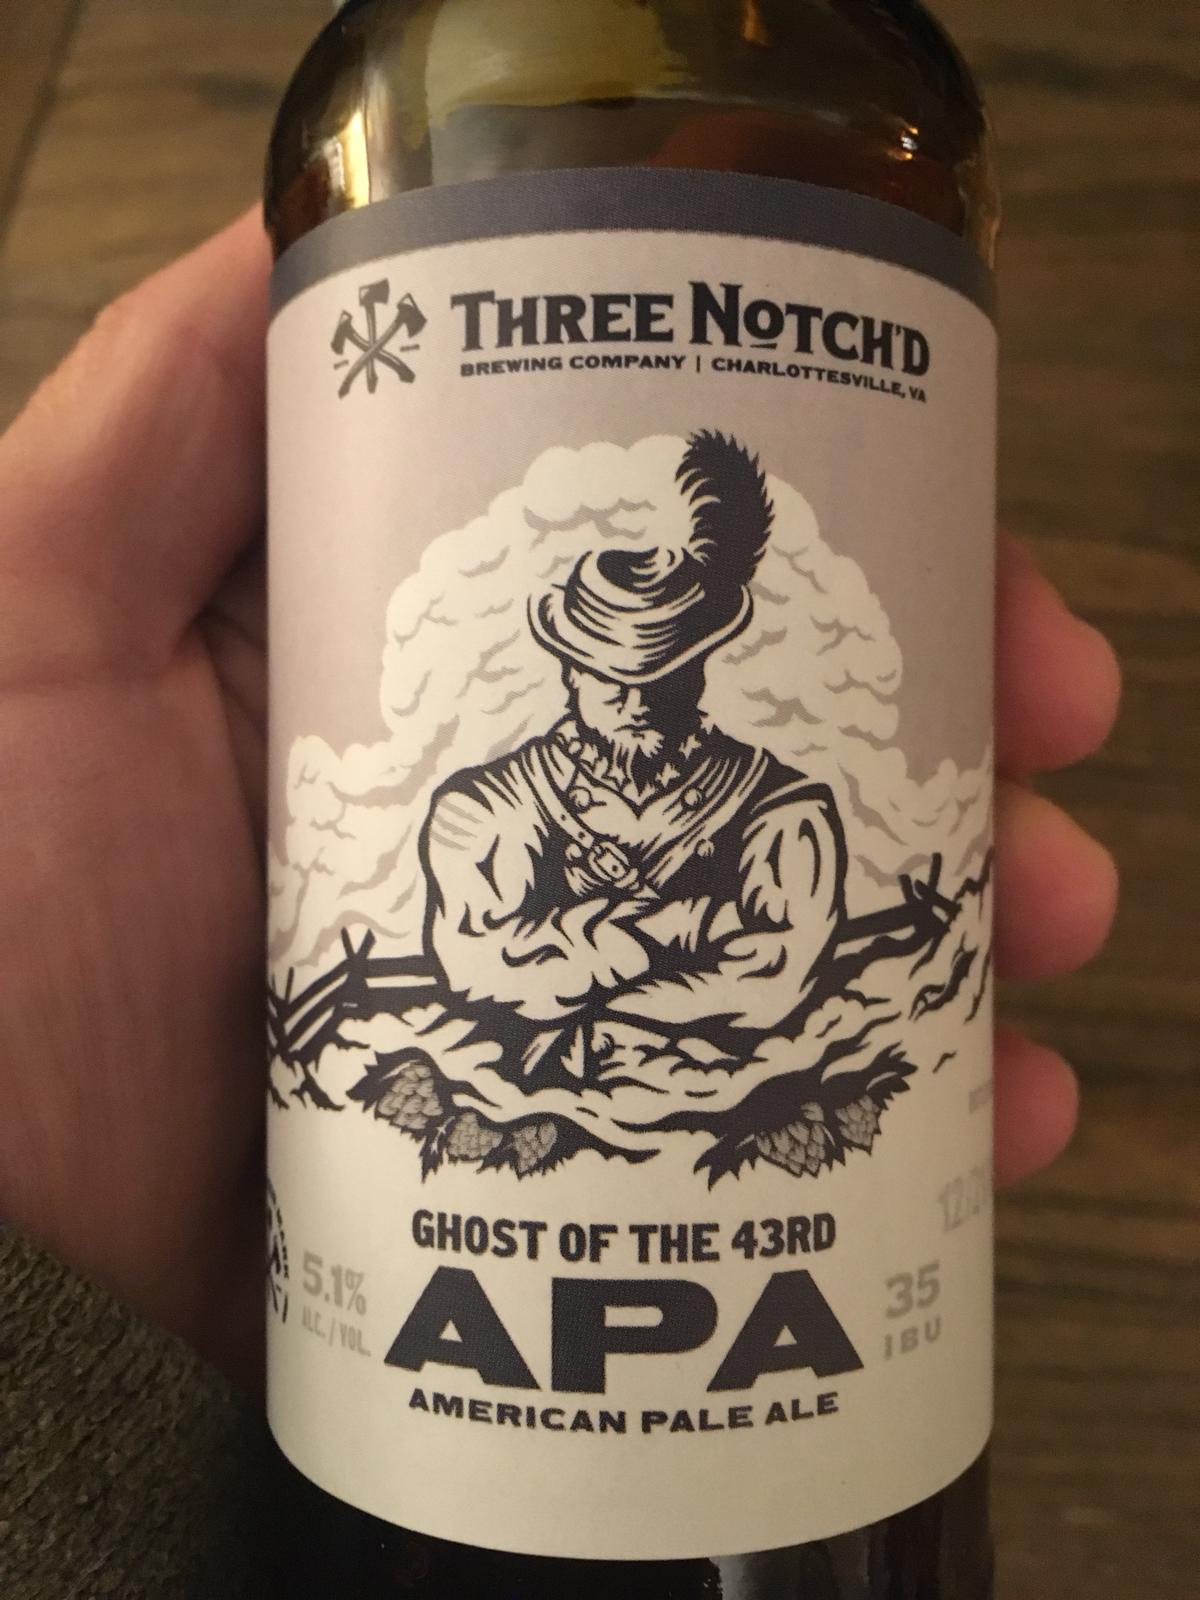 THREE NOTCH'D
BREWING COMPANY | CHARLOTTESVILLE, VA
GHOST OF THE 43RD
5.1%
ALC. / VOL.
APA
35
IBU
AMERICAN PALE ALE